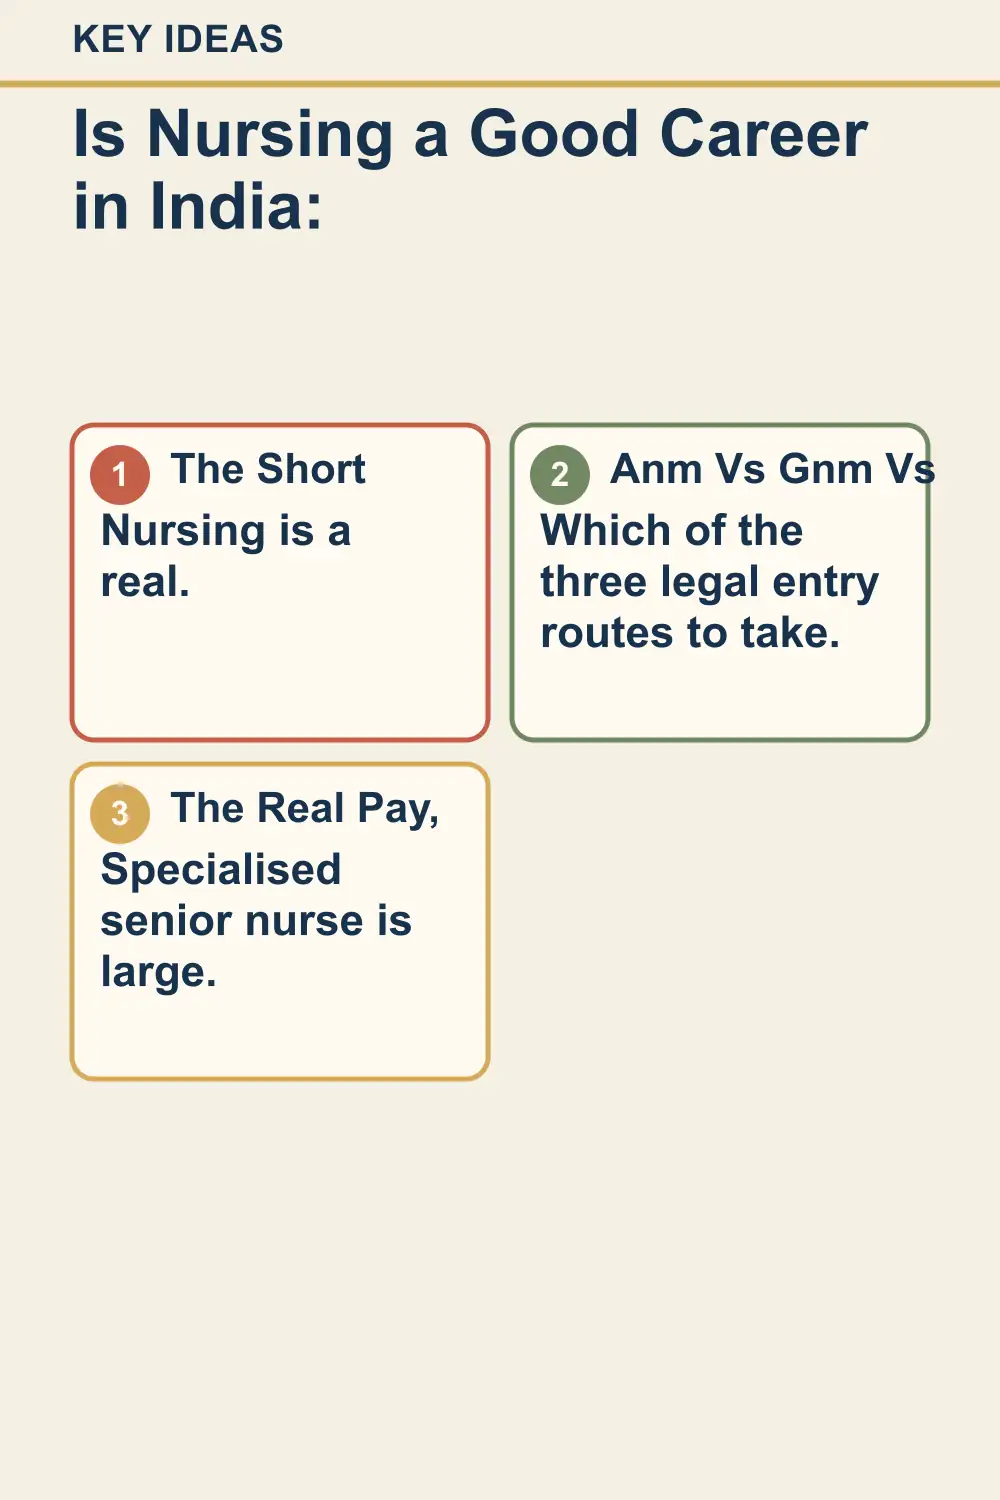 KEY IDEAS
Is Nursing a Good Career
in India:
1 The Short
Nursing is a
real.
2 Anm Vs Gnm Vs
Which of the
three legal entry
routes to take.
3 The Real Pay,
Specialised
senior nurse is
large.